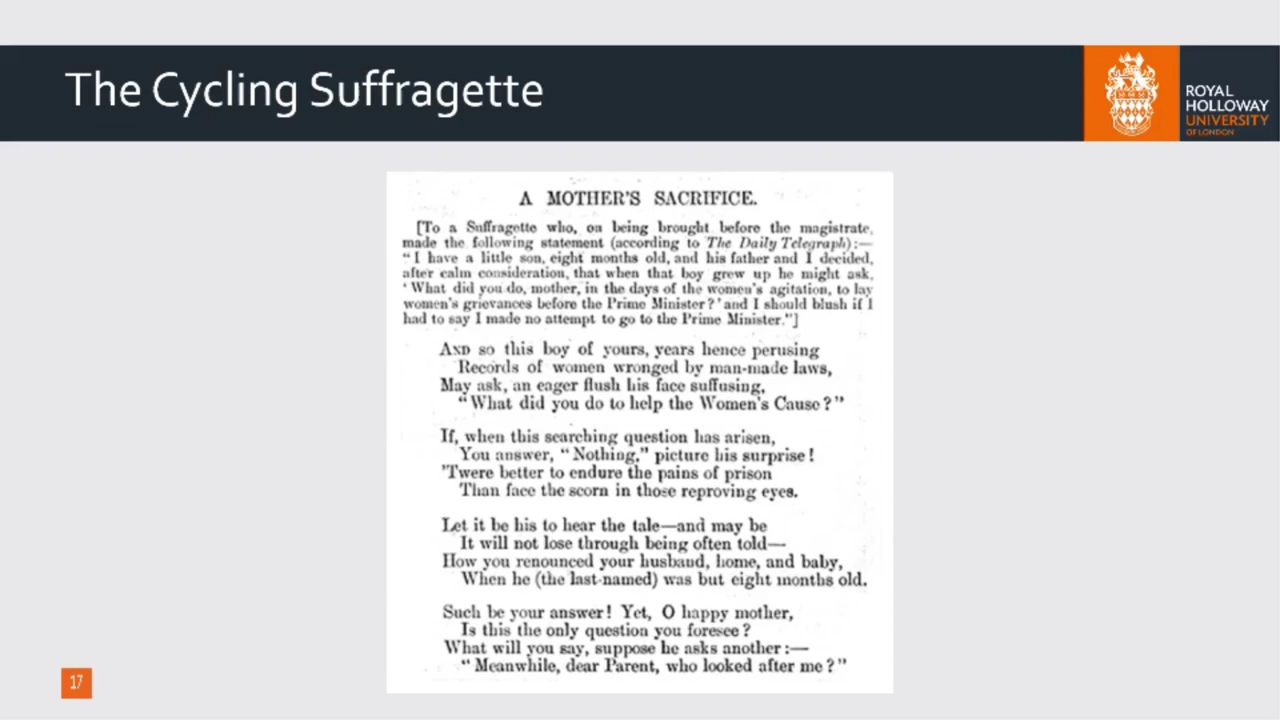 The Cycling Suffragette
ROYAL
HOLLOWAY
UNIVERSITY
OF LONDON
A MOTHER'S SACRIFICE.
[To a Suffragette who, on being brought before the magistrate,
made the following statement (according to The Daily Telegraph):—
"I have a little son, eight months old, and his father and I decided,
after calm consideration, that when that boy grew up he might ask,
'What did you do, mother, in the days of the women's agitation, to lay
women's grievances before the Prime Minister?' and I should blush if I
had to say I made no attempt to go to the Prime Minister."]
AND so this boy of yours, years hence perusing
Records of women wronged by man-made laws,
May ask, an eager flush his face suffusing,
"What did you do to help the Women's Cause?"
If, when this searching question has arisen,
You answer, "Nothing," picture his surprise!
'Twere better to endure the pains of prison
Than face the scorn in those reproving eyes.
Let it be his to hear the tale—and may be
It will not lose through being often told—
How you renounced your husband, home, and baby,
When he (the last-named) was but eight months old.
Such be your answer! Yet, O happy mother,
Is this the only question you foresee?
What will you say, suppose he asks another:—
"Meanwhile, dear Parent, who looked after me?"
17